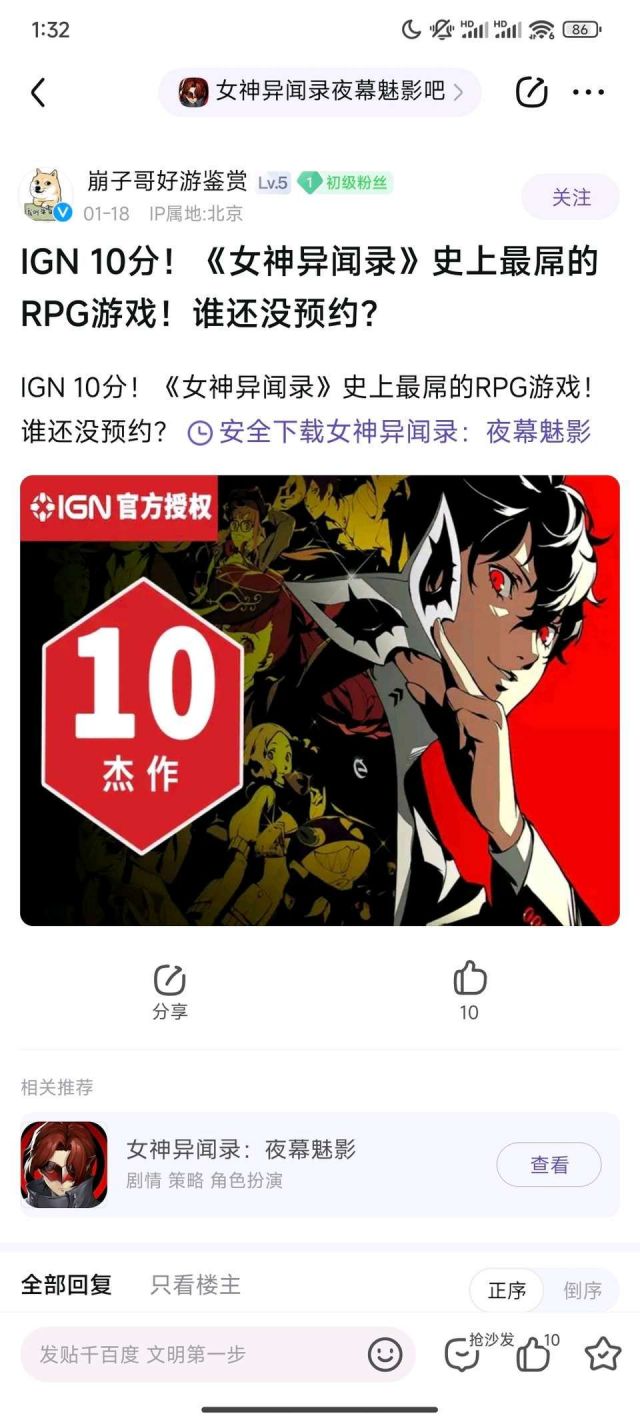 1:32
HD HD 6 86
女神异闻录夜幕魅影吧
崩子哥好游鉴赏 Lv.5 1 初级粉丝
关注
01-18 IP属地:北京
IGN 10分！《女神异闻录》史上最屌的
RPG游戏！谁还没预约？
IGN 10分！《女神异闻录》史上最屌的RPG游戏！
谁还没预约？ 安全下载女神异闻录：夜幕魅影
IGN 官方授权
10
杰作
分享
10
相关推荐
女神异闻录：夜幕魅影
剧情 策略 角色扮演
查看
全部回复 只看楼主 正序 倒序
发贴千百度 文明第一步
抢沙发
10